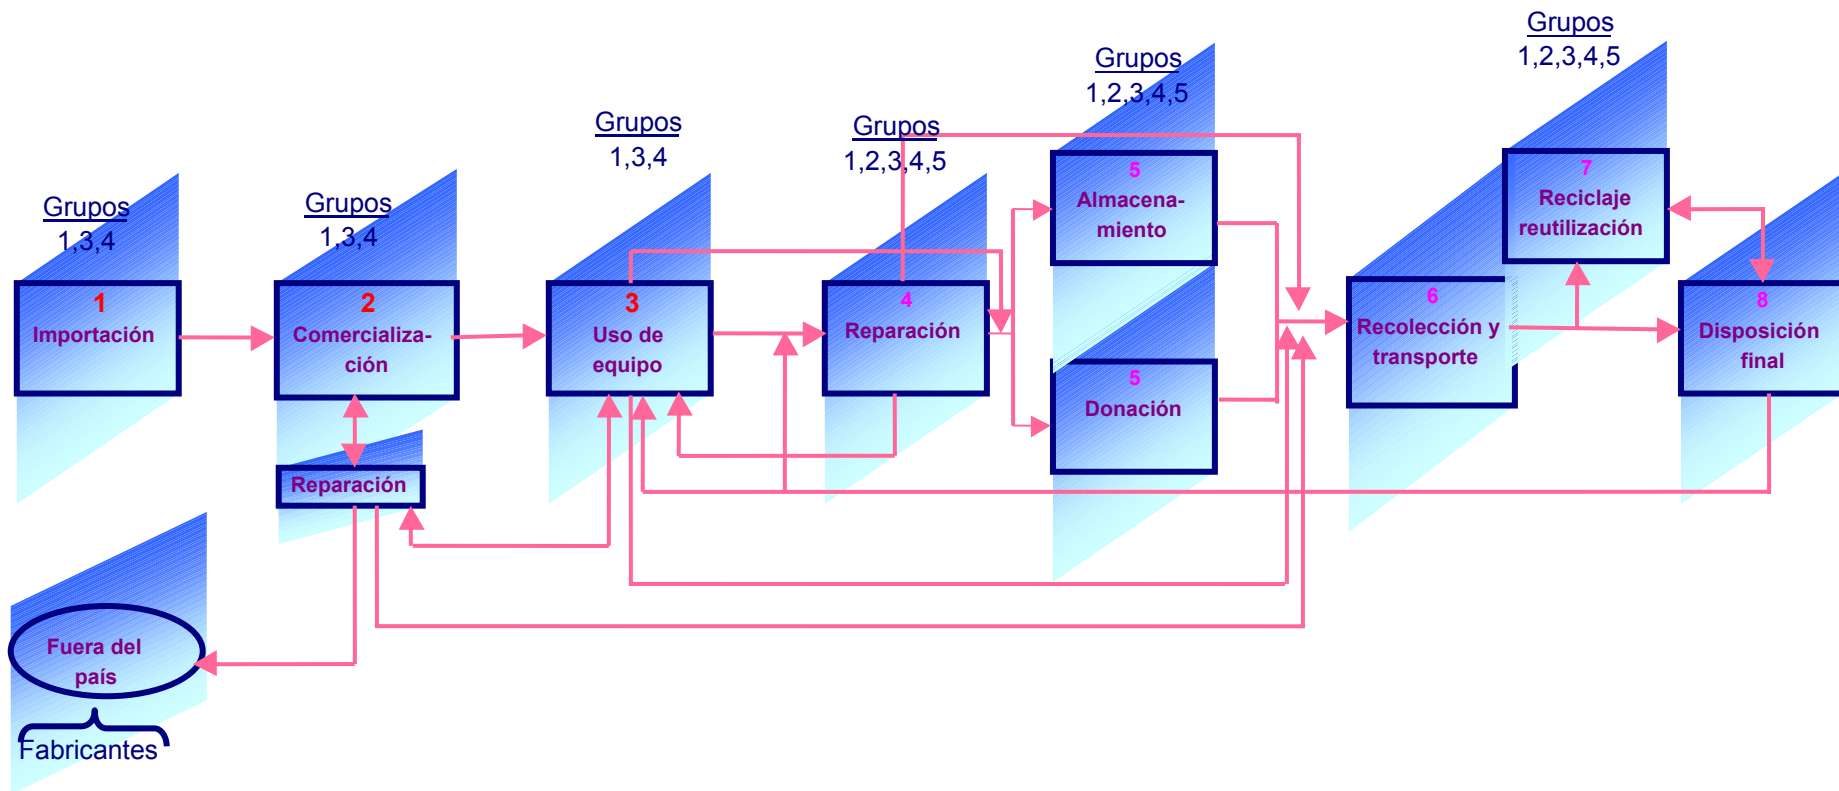 Grupos
1,3,4
1
Importación
Grupos
1,3,4
2
Comercializa-
ción
Reparación
Fuera del
país
Fabricantes
Grupos
1,3,4
3
Uso de
equipo
Grupos
1,2,3,4,5
4
Reparación
Grupos
1,2,3,4,5
5
Almacena-
miento
5
Donación
6
Recolección y
transporte
Grupos
1,2,3,4,5
7
Reciclaje
reutilización
8
Disposición
final